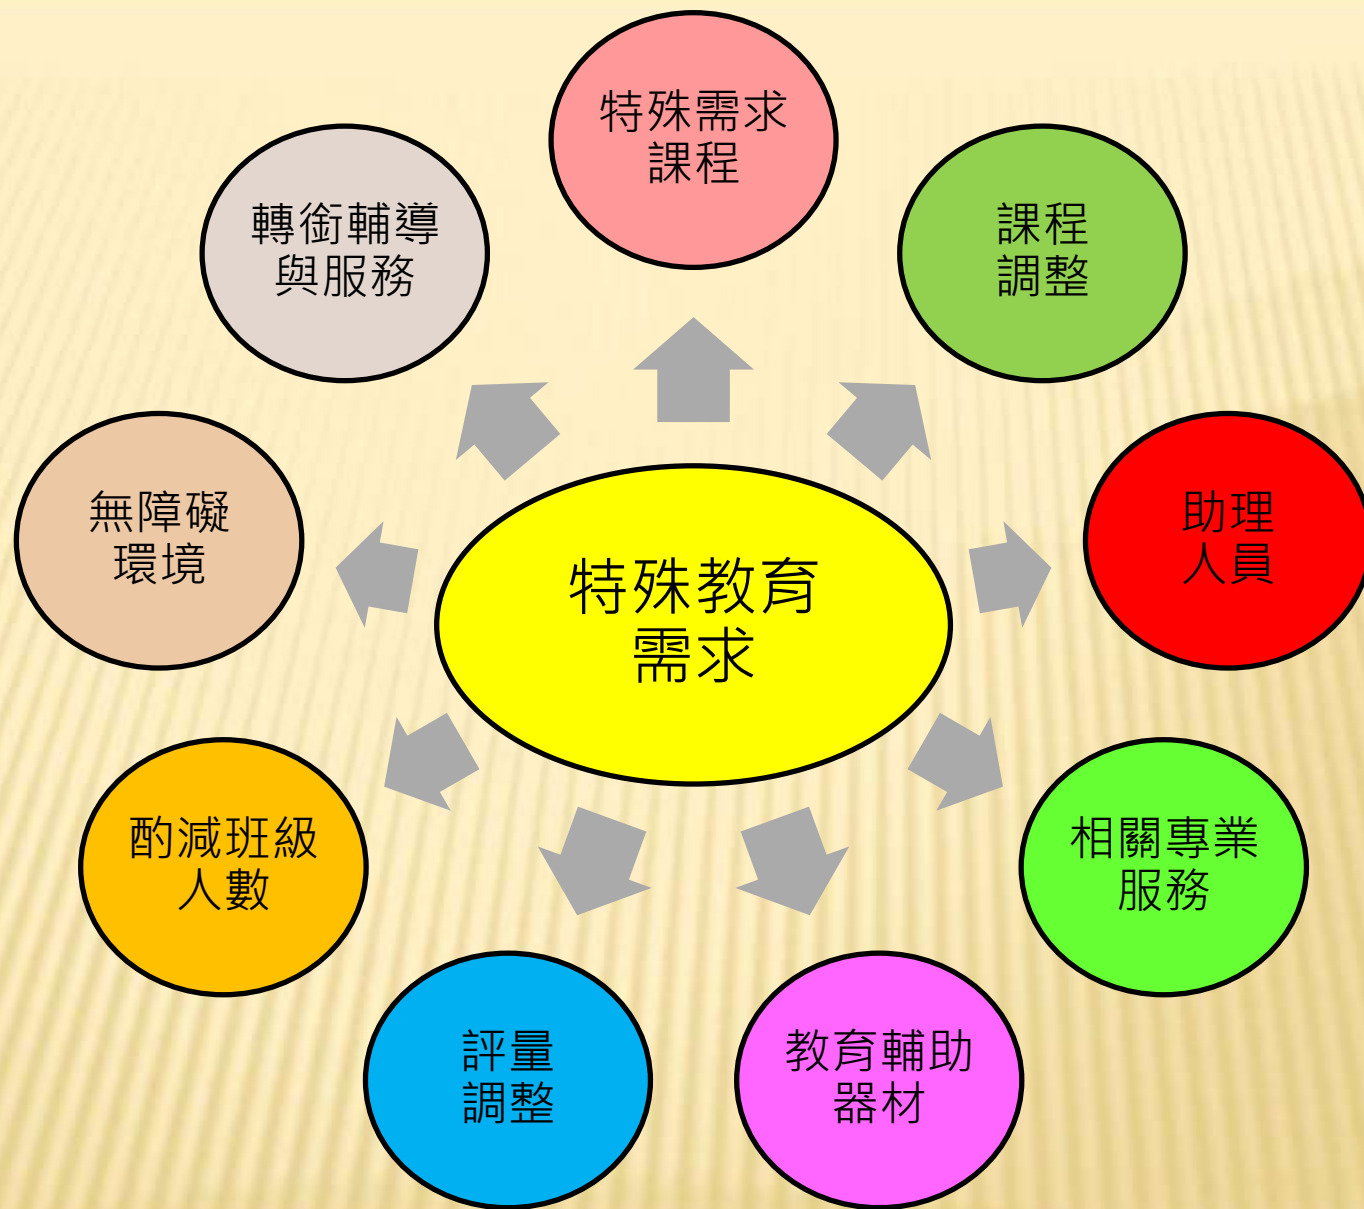 特殊需求
課程
轉銜輔導
與服務
課程
調整
無障礙
環境
助理
人員
特殊教育
需求
酌減班級
人數
相關專業
服務
評量
調整
教育輔助
器材